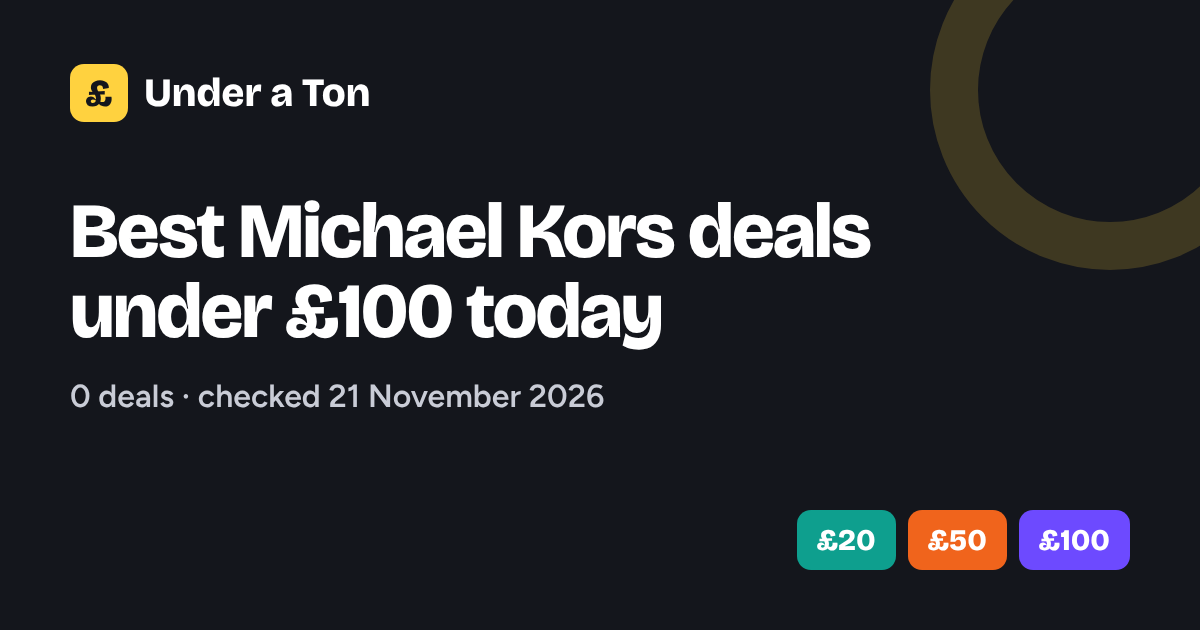 £ Under a Ton
Best Michael Kors deals
under £100 today
0 deals · checked 21 November 2026
£20 £50 £100